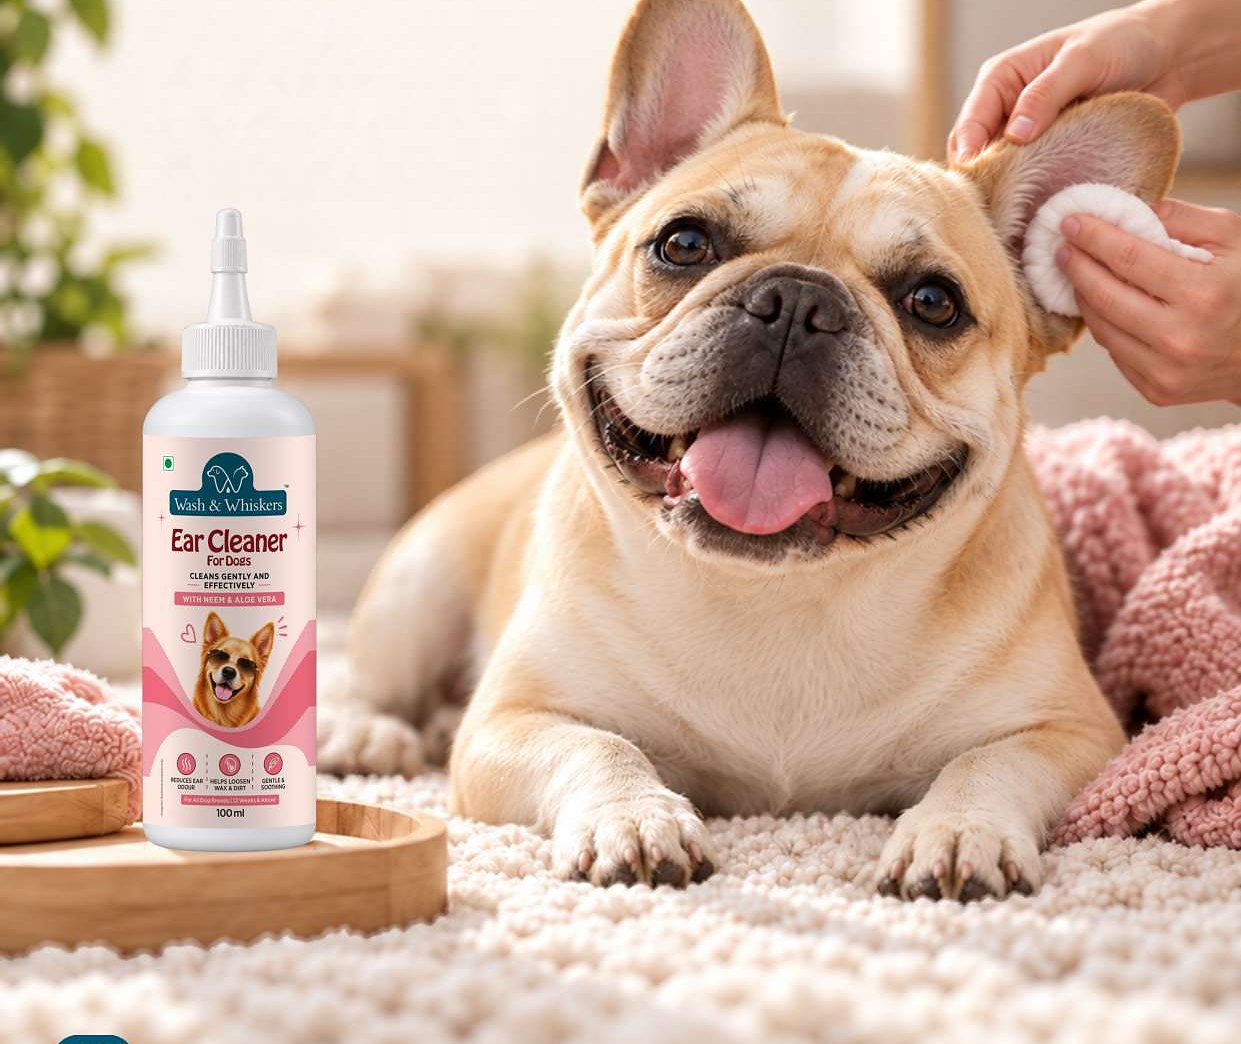 Wash & Whiskers
TM
Ear Cleaner
For Dogs
CLEANS GENTLY AND
EFFECTIVELY
WITH NEEM & ALOE VERA
REDUCES EAR
ODOUR
HELPS LOOSEN
WAX & DIRT
GENTLE &
SOOTHING
For All Dog Breeds | 12 Weeks & Above
100 ml